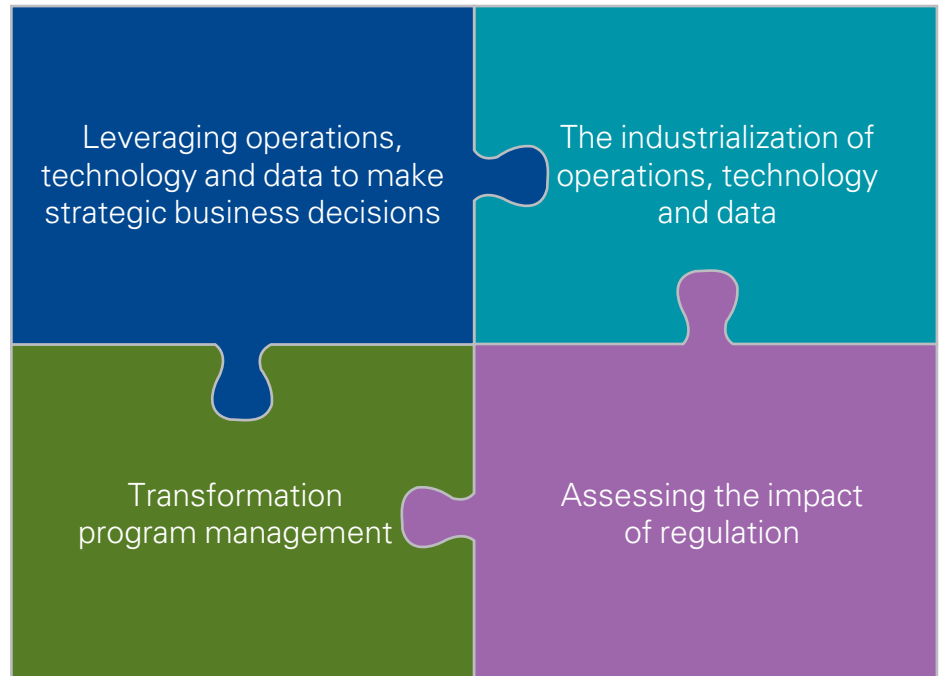 Leveraging operations,
technology and data to make
strategic business decisions
The industrialization of
operations, technology
and data
Transformation
program management
Assessing the impact
of regulation